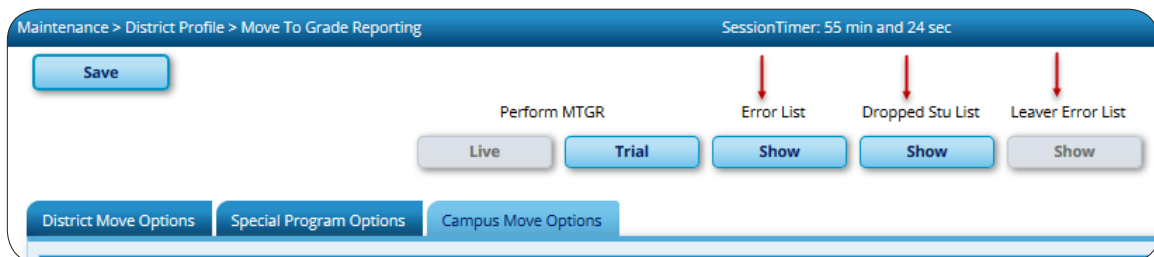 Maintenance > District Profile > Move To Grade Reporting SessionTimer: 55 min and 24 sec
Save
Perform MTGR Error List Dropped Stu List Leaver Error List
Live Trial Show Show Show
District Move Options Special Program Options Campus Move Options